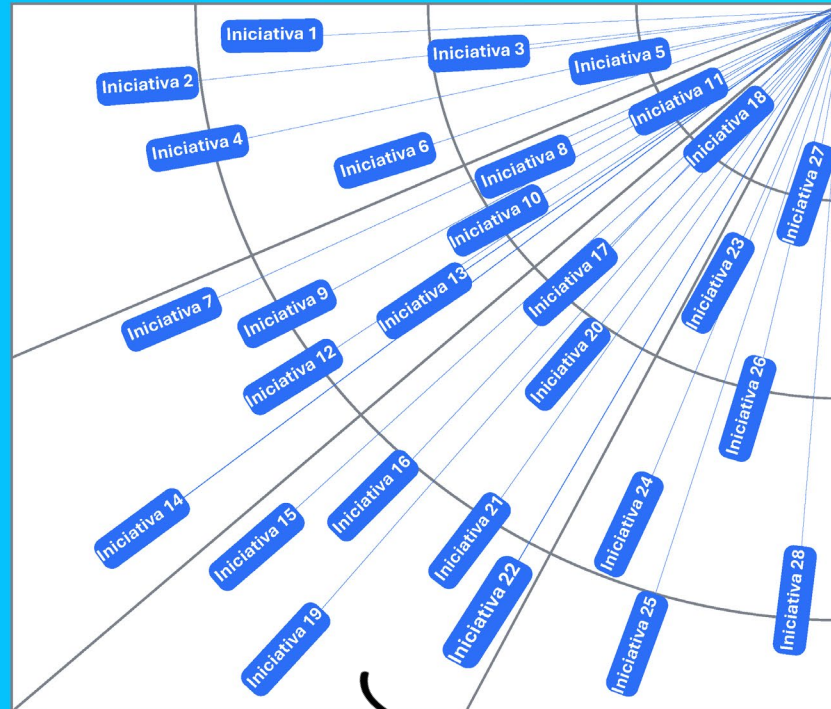 Iniciativa 1
Iniciativa 2
Iniciativa 3
Iniciativa 4
Iniciativa 5
Iniciativa 6
Iniciativa 7
Iniciativa 8
Iniciativa 9
Iniciativa 10
Iniciativa 11
Iniciativa 12
Iniciativa 13
Iniciativa 14
Iniciativa 15
Iniciativa 16
Iniciativa 17
Iniciativa 18
Iniciativa 19
Iniciativa 20
Iniciativa 21
Iniciativa 22
Iniciativa 23
Iniciativa 24
Iniciativa 25
Iniciativa 26
Iniciativa 27
Iniciativa 28